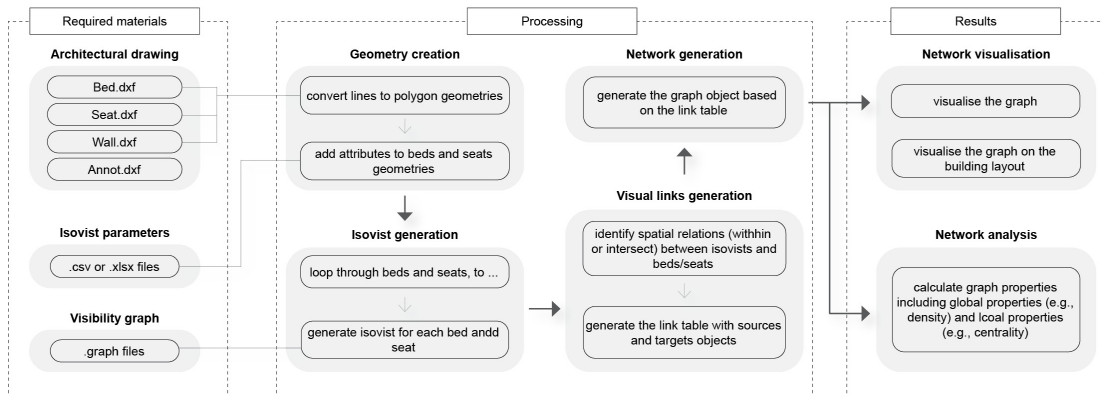 Required materials
Architectural drawing
Bed.dxf
Seat.dxf
Wall.dxf
Annot.dxf
Isovist parameters
.csv or .xlsx files
Visibility graph
.graph files
Processing
Geometry creation
convert lines to polygon geometries
add attributes to beds and seats
geometries
Isovist generation
loop through beds and seats, to ...
generate isovist for each bed andd
seat
Network generation
generate the graph object based
on the link table
Visual links generation
identify spatial relations (withhin
or intersect) between isovists and
beds/seats
generate the link table with sources
and targets objects
Results
Network visualisation
visualise the graph
visualise the graph on the
building layout
Network analysis
calculate graph properties
including global properties (e.g.,
density) and lcoal properties
(e.g., centrality)